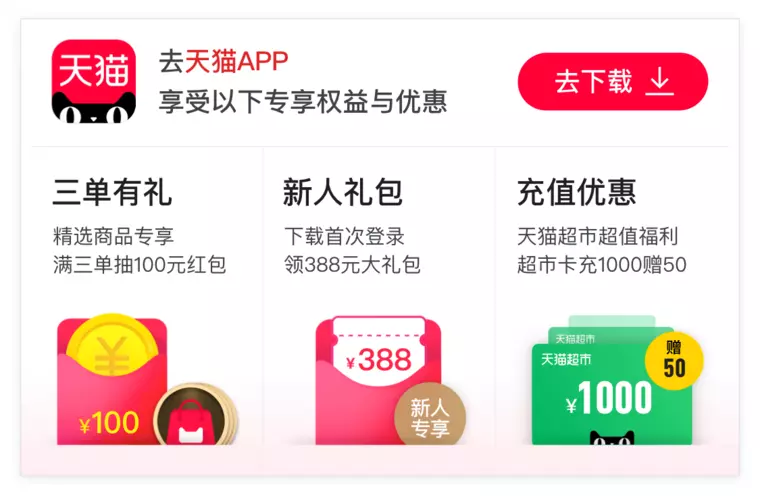 天猫
去天猫APP
享受以下专享权益与优惠
去下载
三单有礼
精选商品专享
满三单抽100元红包
¥
¥100
新人礼包
下载首次登录
领388元大礼包
¥388
新人
专享
充值优惠
天猫超市超值福利
超市卡充1000赠50
天猫超市
天猫超市
¥1000
赠
50